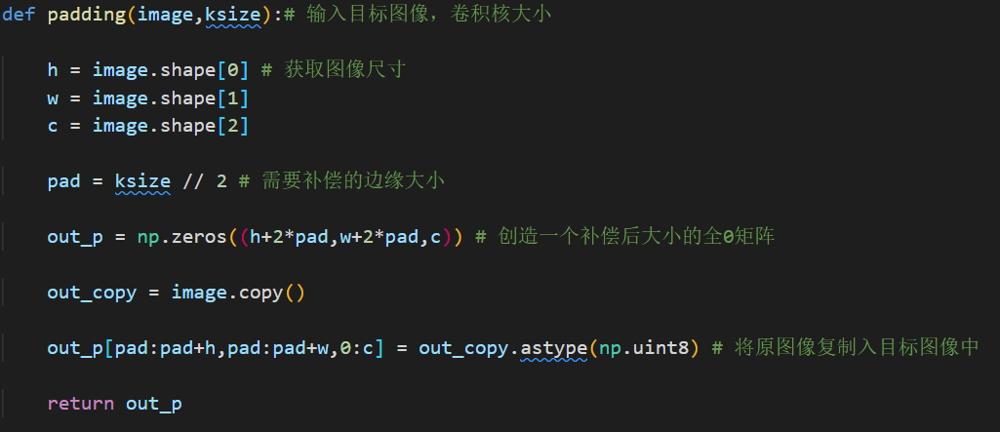 def padding(image,ksize):# 输入目标图像，卷积核大小
h = image.shape[0] # 获取图像尺寸
w = image.shape[1]
c = image.shape[2]
pad = ksize // 2 # 需要补偿的边缘大小
out_p = np.zeros((h+2*pad,w+2*pad,c)) # 创造一个补偿后大小的全0矩阵
out_copy = image.copy()
out_p[pad:pad+h,pad:pad+w,0:c] = out_copy.astype(np.uint8) # 将原图像复制入目标图像中
return out_p